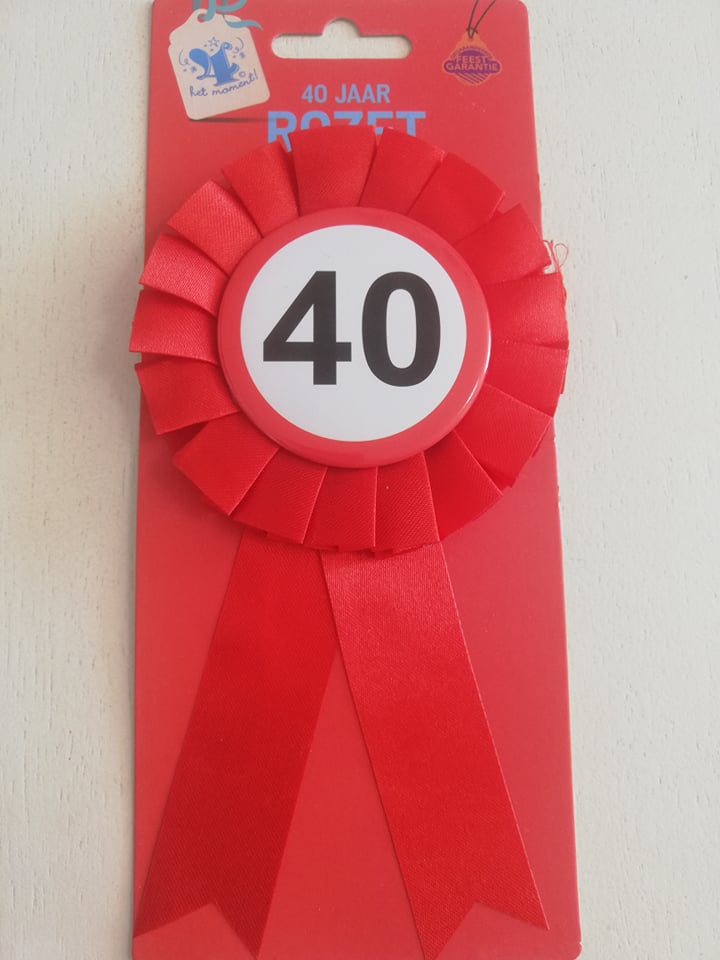 het moment!
FEEST
GARANTIE
40 JAAR
ROZET
40